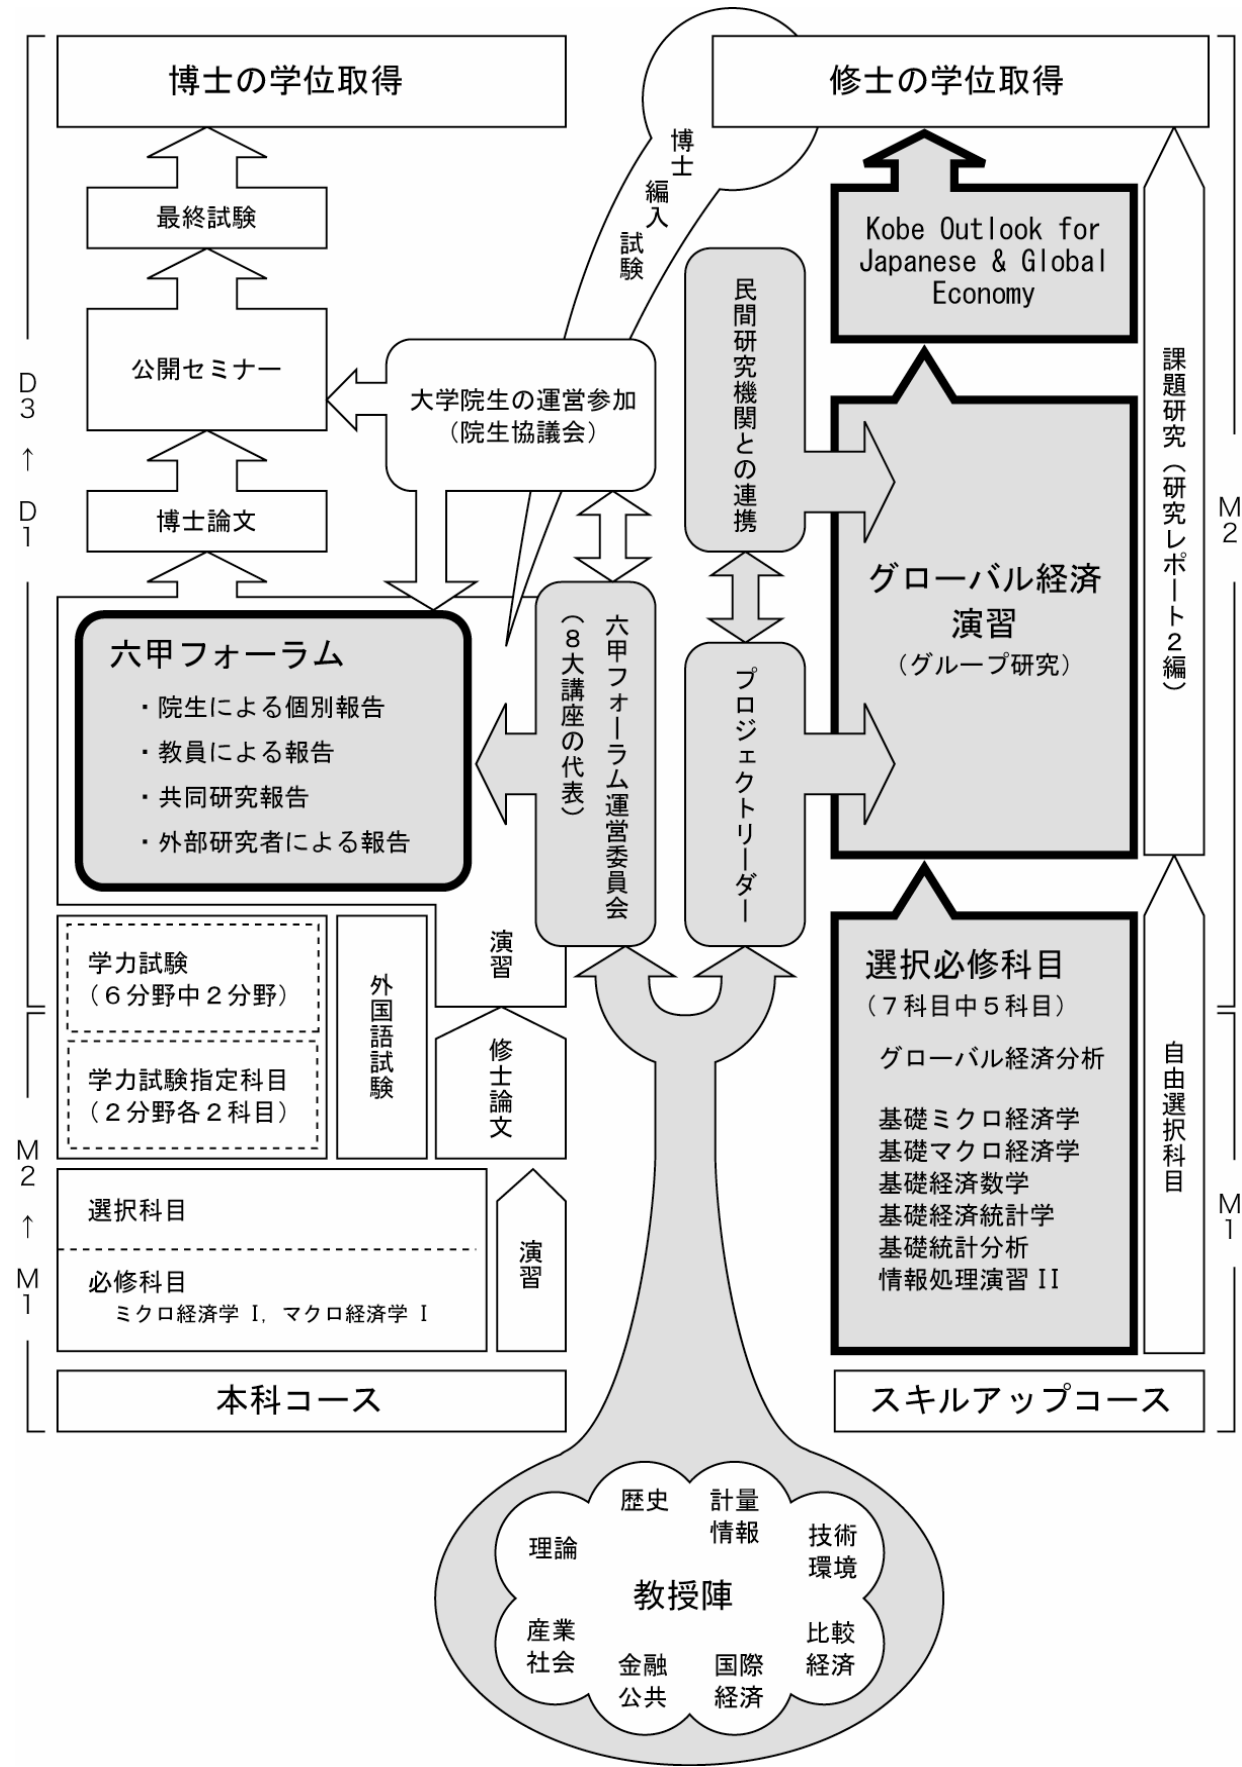 博士の学位取得
最終試験
公開セミナー
博士論文
大学院生の運営参加
（院生協議会）
六甲フォーラム
・院生による個別報告
・教員による報告
・共同研究報告
・外部研究者による報告
六甲フォーラム運営委員会
（８大講座の代表）
演習
学力試験
（６分野中２分野）
学力試験指定科目
（２分野各２科目）
外国語試験
修士論文
選択科目
必修科目
ミクロ経済学 I, マクロ経済学 I
演習
本科コース
D3
↑
D1
M2
↑
M1
博士編入試験
修士の学位取得
Kobe Outlook for
Japanese & Global
Economy
民間研究機関との連携
プロジェクトリーダー
グローバル経済
演習
（グループ研究）
課題研究（研究レポート２編）
選択必修科目
（７科目中５科目）
グローバル経済分析
基礎ミクロ経済学
基礎マクロ経済学
基礎経済数学
基礎経済統計学
基礎統計分析
情報処理演習 II
自由選択科目
スキルアップコース
M2
M1
教授陣
歴史
計量
情報
技術
環境
比較
経済
国際
経済
金融
公共
産業
社会
理論